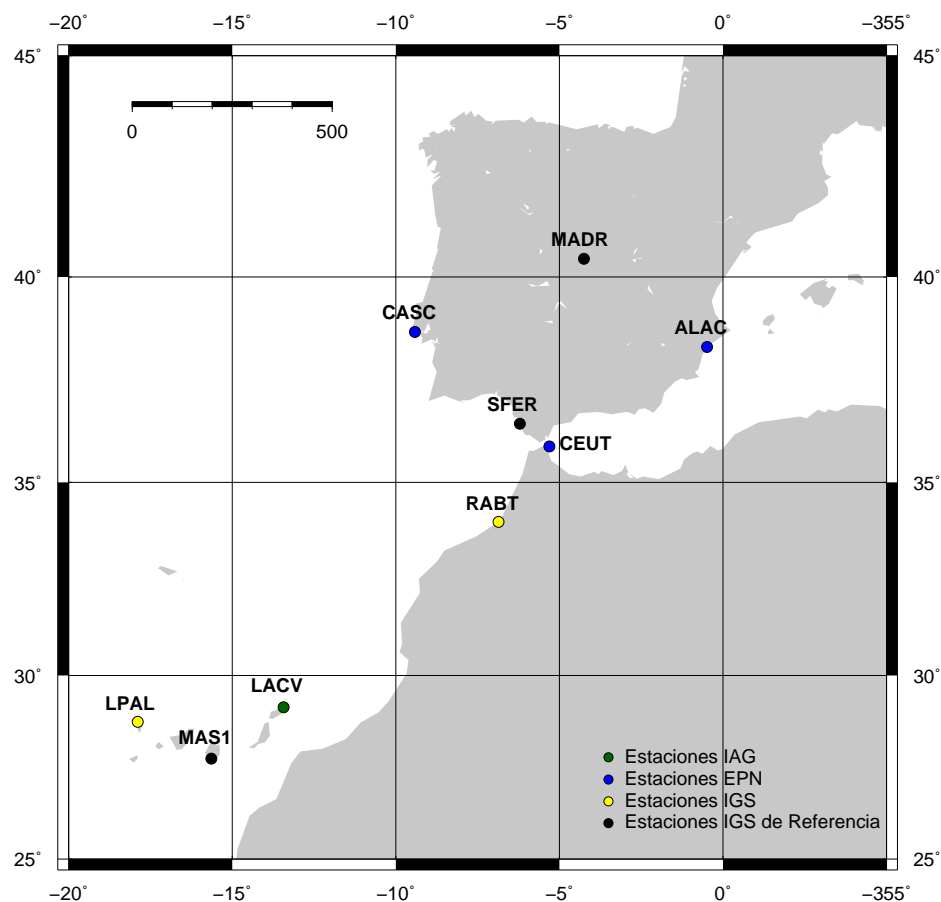 −20˚ −15˚ −10˚ −5˚ 0˚ −355˚
45˚ 45˚
0 500
MADR
40˚ 40˚
CASC
ALAC
SFER
CEUT
35˚ 35˚
RABT
30˚ 30˚
LACV
LPAL
MAS1
Estaciones IAG
Estaciones EPN
Estaciones IGS
Estaciones IGS de Referencia
25˚ 25˚
−20˚ −15˚ −10˚ −5˚ 0˚ −355˚